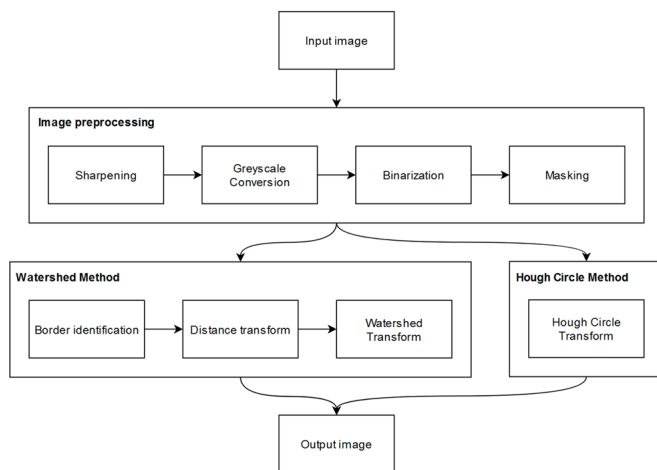 Input image
Image preprocessing
Sharpening
Greyscale
Conversion
Binarization
Masking
Watershed Method
Border identification
Distance transform
Watershed
Transform
Hough Circle Method
Hough Circle
Transform
Output image